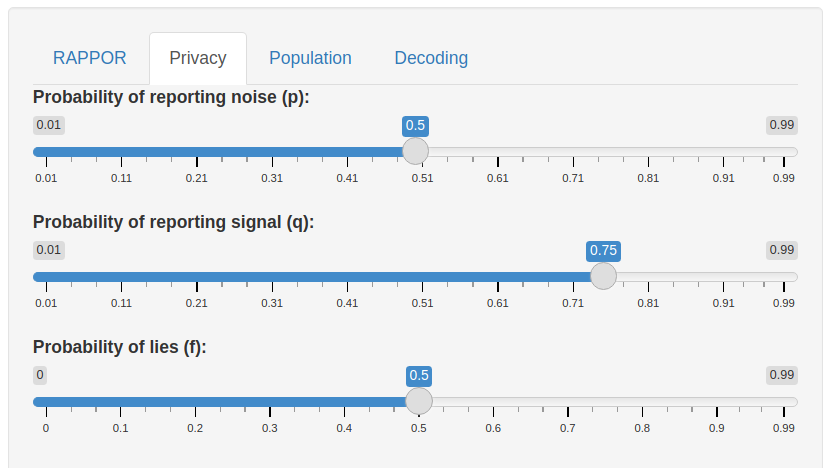 RAPPOR Privacy Population Decoding
Probability of reporting noise (p):
0.01 0.5 0.99
0.01 0.11 0.21 0.31 0.41 0.51 0.61 0.71 0.81 0.91 0.99
Probability of reporting signal (q):
0.01 0.75 0.99
0.01 0.11 0.21 0.31 0.41 0.51 0.61 0.71 0.81 0.91 0.99
Probability of lies (f):
0 0.5 0.99
0 0.1 0.2 0.3 0.4 0.5 0.6 0.7 0.8 0.9 0.99